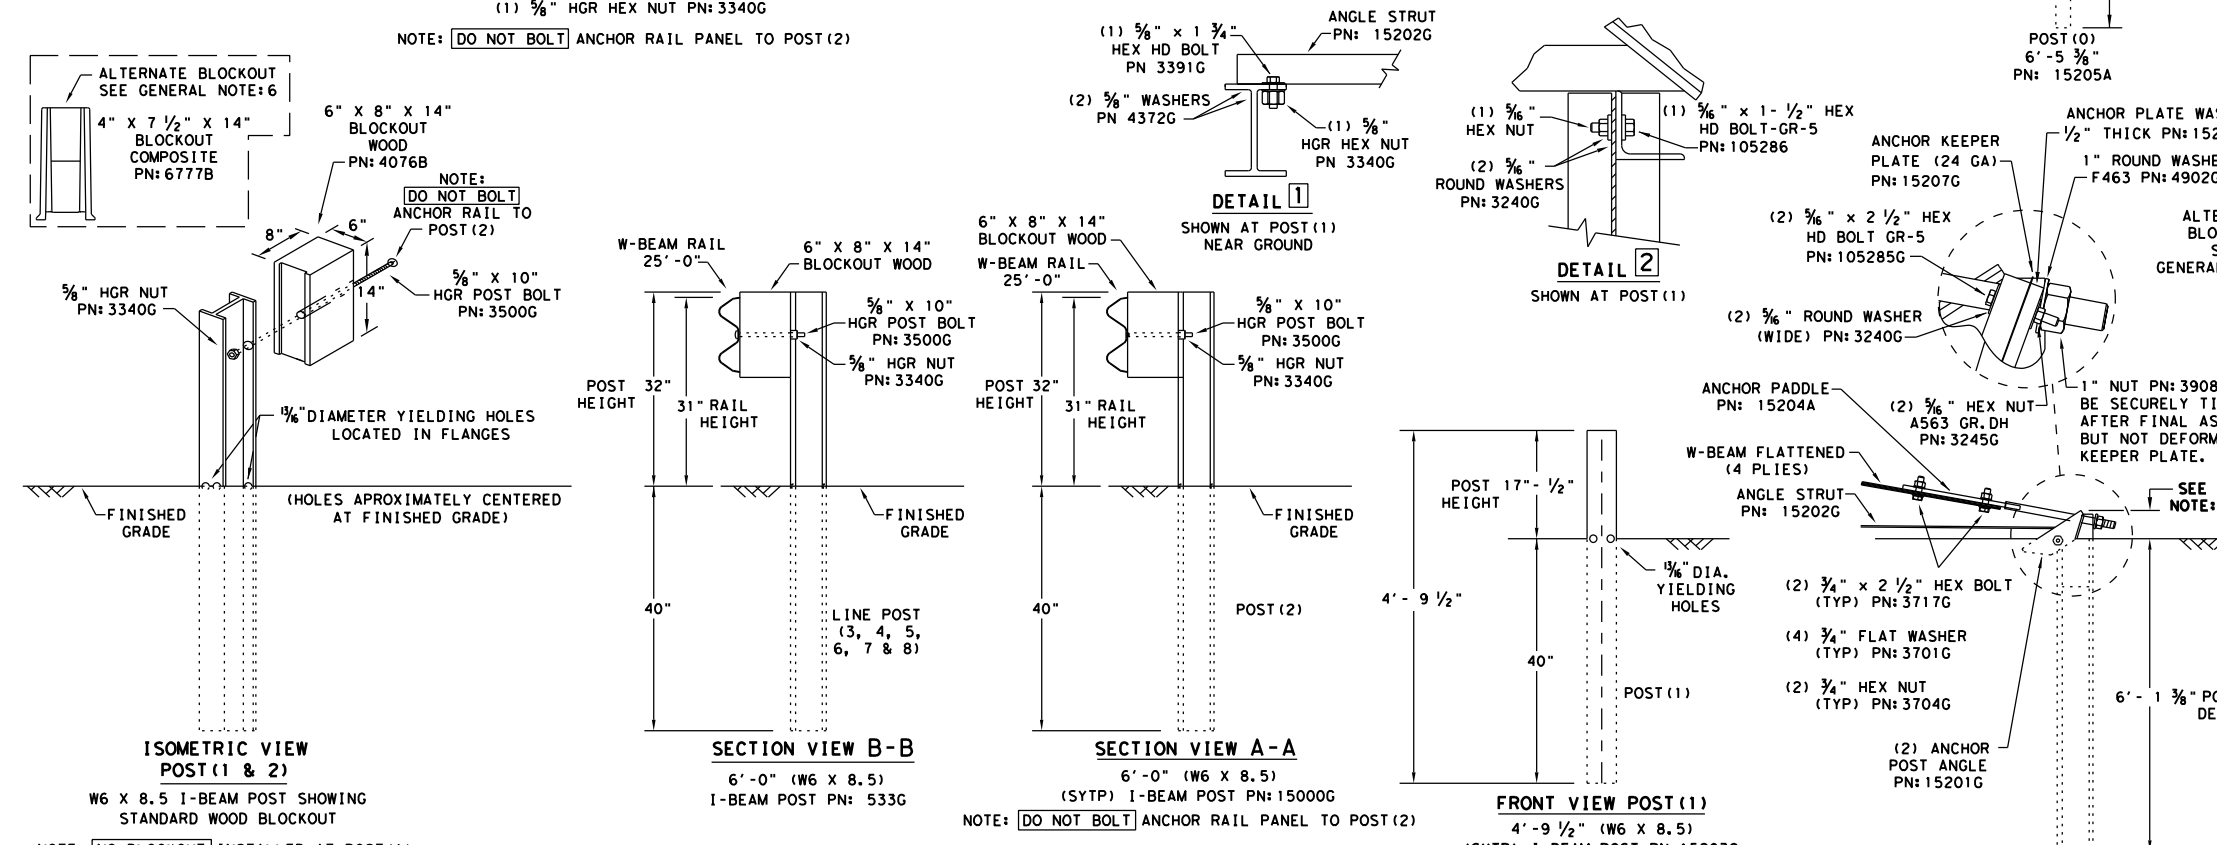 (1) 5/8" HGR HEX NUT PN:3340G
NOTE: DO NOT BOLT ANCHOR RAIL PANEL TO POST(2)
ALTERNATE BLOCKOUT
SEE GENERAL NOTE:6
4" X 7 1/2" X 14"
BLOCKOUT
COMPOSITE
PN:6777B
6" X 8" X 14"
BLOCKOUT
WOOD
PN:4076B
NOTE:
DO NOT BOLT
ANCHOR RAIL TO
POST(2)
8"
6"
14"
5/8" X 10"
HGR POST BOLT
PN:3500G
5/8" HGR NUT
PN:3340G
13/16" DIAMETER YIELDING HOLES
LOCATED IN FLANGES
(HOLES APROXIMATELY CENTERED
AT FINISHED GRADE)
FINISHED
GRADE
ISOMETRIC VIEW
POST(1 & 2)
W6 X 8.5 I-BEAM POST SHOWING
STANDARD WOOD BLOCKOUT
W-BEAM RAIL
25'-0"
6" X 8" X 14"
BLOCKOUT WOOD
5/8" X 10"
HGR POST BOLT
PN:3500G
5/8" HGR NUT
PN:3340G
POST 32"
HEIGHT
31" RAIL
HEIGHT
FINISHED
GRADE
40"
LINE POST
(3, 4, 5,
6, 7 & 8)
SECTION VIEW B-B
6'-0" (W6 X 8.5)
I-BEAM POST PN: 533G
6" X 8" X 14"
BLOCKOUT WOOD
W-BEAM RAIL
25'-0"
5/8" X 10"
HGR POST BOLT
PN:3500G
5/8" HGR NUT
PN:3340G
POST 32"
HEIGHT
31" RAIL
HEIGHT
FINISHED
GRADE
40"
POST(2)
SECTION VIEW A-A
6'-0" (W6 X 8.5)
(SYTP) I-BEAM POST PN:15000G
NOTE: DO NOT BOLT ANCHOR RAIL PANEL TO POST(2)
(1) 5/8" x 1 3/4"
HEX HD BOLT
PN 3391G
ANGLE STRUT
PN: 15202G
(2) 5/8" WASHERS
PN 4372G
(1) 5/8"
HGR HEX NUT
PN 3340G
DETAIL 1
SHOWN AT POST(1)
NEAR GROUND
(1) 5/16"
HEX NUT
(1) 5/16" x 1- 1/2" HEX
HD BOLT-GR-5
PN:105286
(2) 5/16"
ROUND WASHERS
PN:3240G
DETAIL 2
SHOWN AT POST(1)
POST 17"- 1/2"
HEIGHT
4'- 9 1/2"
40"
13/16" DIA.
YIELDING
HOLES
POST(1)
FRONT VIEW POST(1)
4'-9 1/2" (W6 X 8.5)
POST(0)
6'-5 3/8"
PN: 15205A
ANCHOR PLATE
1/2" THICK
ANCHOR KEEPER
PLATE (24 GA)
PN:15207G
1" ROUND
F463 PN:4902G
(2) 5/16" x 2 1/2" HEX
HD BOLT GR-5
PN:105285G
(2) 5/16" ROUND WASHER
(WIDE) PN:3240G
ANCHOR PADDLE
PN: 15204A
(2) 5/16" HEX NUT
A563 GR.DH
PN:3245G
1" NUT
BE SECURELY
AFTER FINAL
BUT NOT
KEEPER PLATE.
W-BEAM FLATTENED
(4 PLIES)
ANGLE STRUT
PN: 15202G
SEE
NOTE:
(2) 3/4" x 2 1/2" HEX BOLT
(TYP) PN:3717G
(4) 3/4" FLAT WASHER
(TYP) PN:3701G
(2) 3/4" HEX NUT
(TYP) PN:3704G
6'- 1 3/8"
(2) ANCHOR
POST ANGLE
PN:15201G